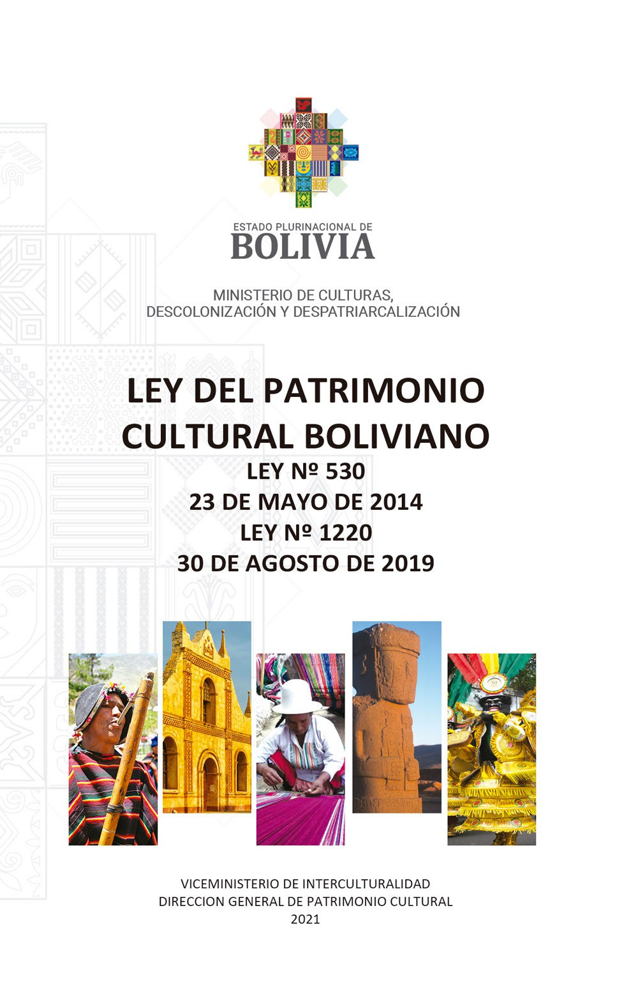 ESTADO PLURINACIONAL DE
BOLIVIA
MINISTERIO DE CULTURAS,
DESCOLONIZACIÓN Y DESPATRIARCALIZACIÓN
LEY DEL PATRIMONIO
CULTURAL BOLIVIANO
LEY Nº 530
23 DE MAYO DE 2014
LEY Nº 1220
30 DE AGOSTO DE 2019
50
VICEMINISTERIO DE INTERCULTURALIDAD
DIRECCION GENERAL DE PATRIMONIO CULTURAL
2021